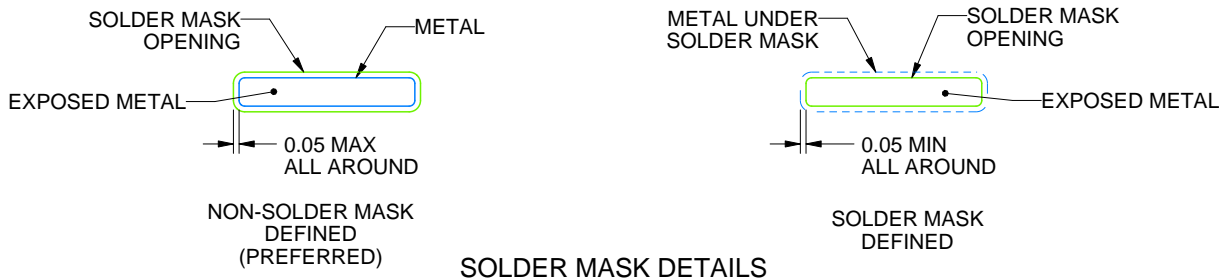 SOLDER MASK
OPENING
METAL
EXPOSED METAL
0.05 MAX
ALL AROUND
NON-SOLDER MASK
DEFINED
(PREFERRED)
METAL UNDER
SOLDER MASK
SOLDER MASK
OPENING
EXPOSED METAL
0.05 MIN
ALL AROUND
SOLDER MASK
DEFINED
SOLDER MASK DETAILS